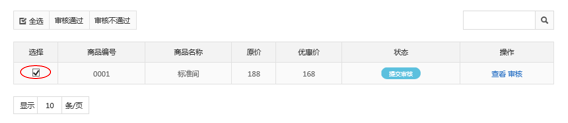 全选 审核通过 审核不通过
选择 商品编号 商品名称 原价 优惠价 状态 操作
0001 标准间 188 168 提交审核 查看 审核
显示 10 条/页